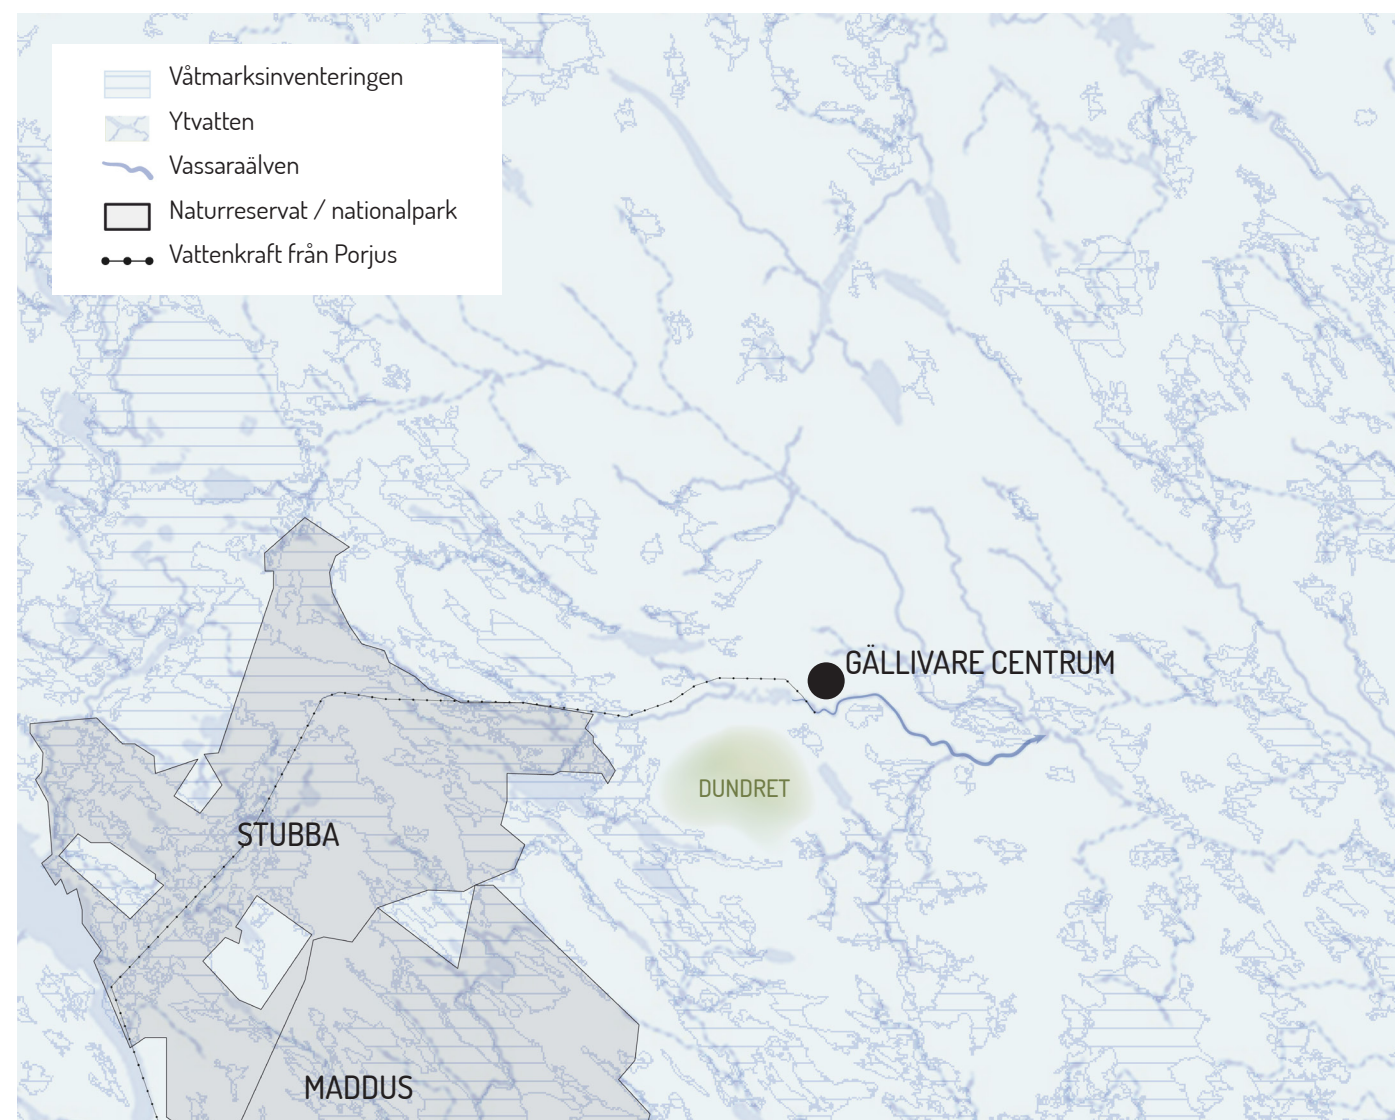 Våtmarksinventeringen
Ytvatten
Vassaraälven
Naturreservat / nationalpark
Vattenkraft från Porjus
GÄLLIVARE CENTRUM
DUNDRET
STUBBA
MADDUS